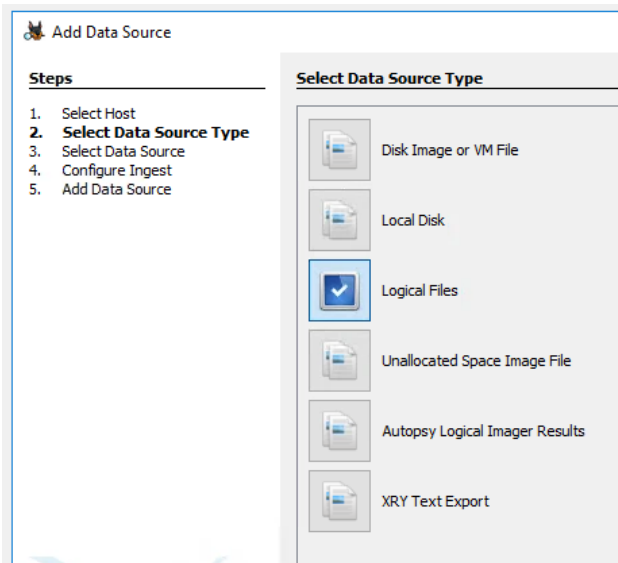 Add Data Source
Steps
1. Select Host
2. Select Data Source Type
3. Select Data Source
4. Configure Ingest
5. Add Data Source
Select Data Source Type
Disk Image or VM File
Local Disk
Logical Files
Unallocated Space Image File
Autopsy Logical Imager Results
XRY Text Export